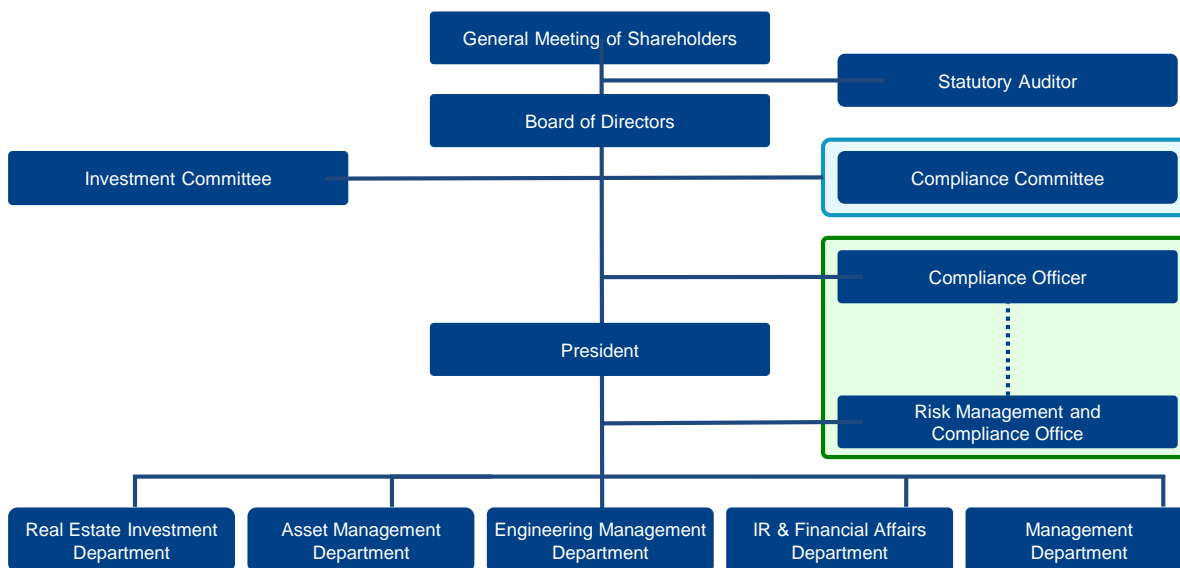 General Meeting of Shareholders
Statutory Auditor
Board of Directors
Investment Committee
Compliance Committee
Compliance Officer
President
Risk Management and
Compliance Office
Real Estate Investment
Department
Asset Management
Department
Engineering Management
Department
IR & Financial Affairs
Department
Management
Department